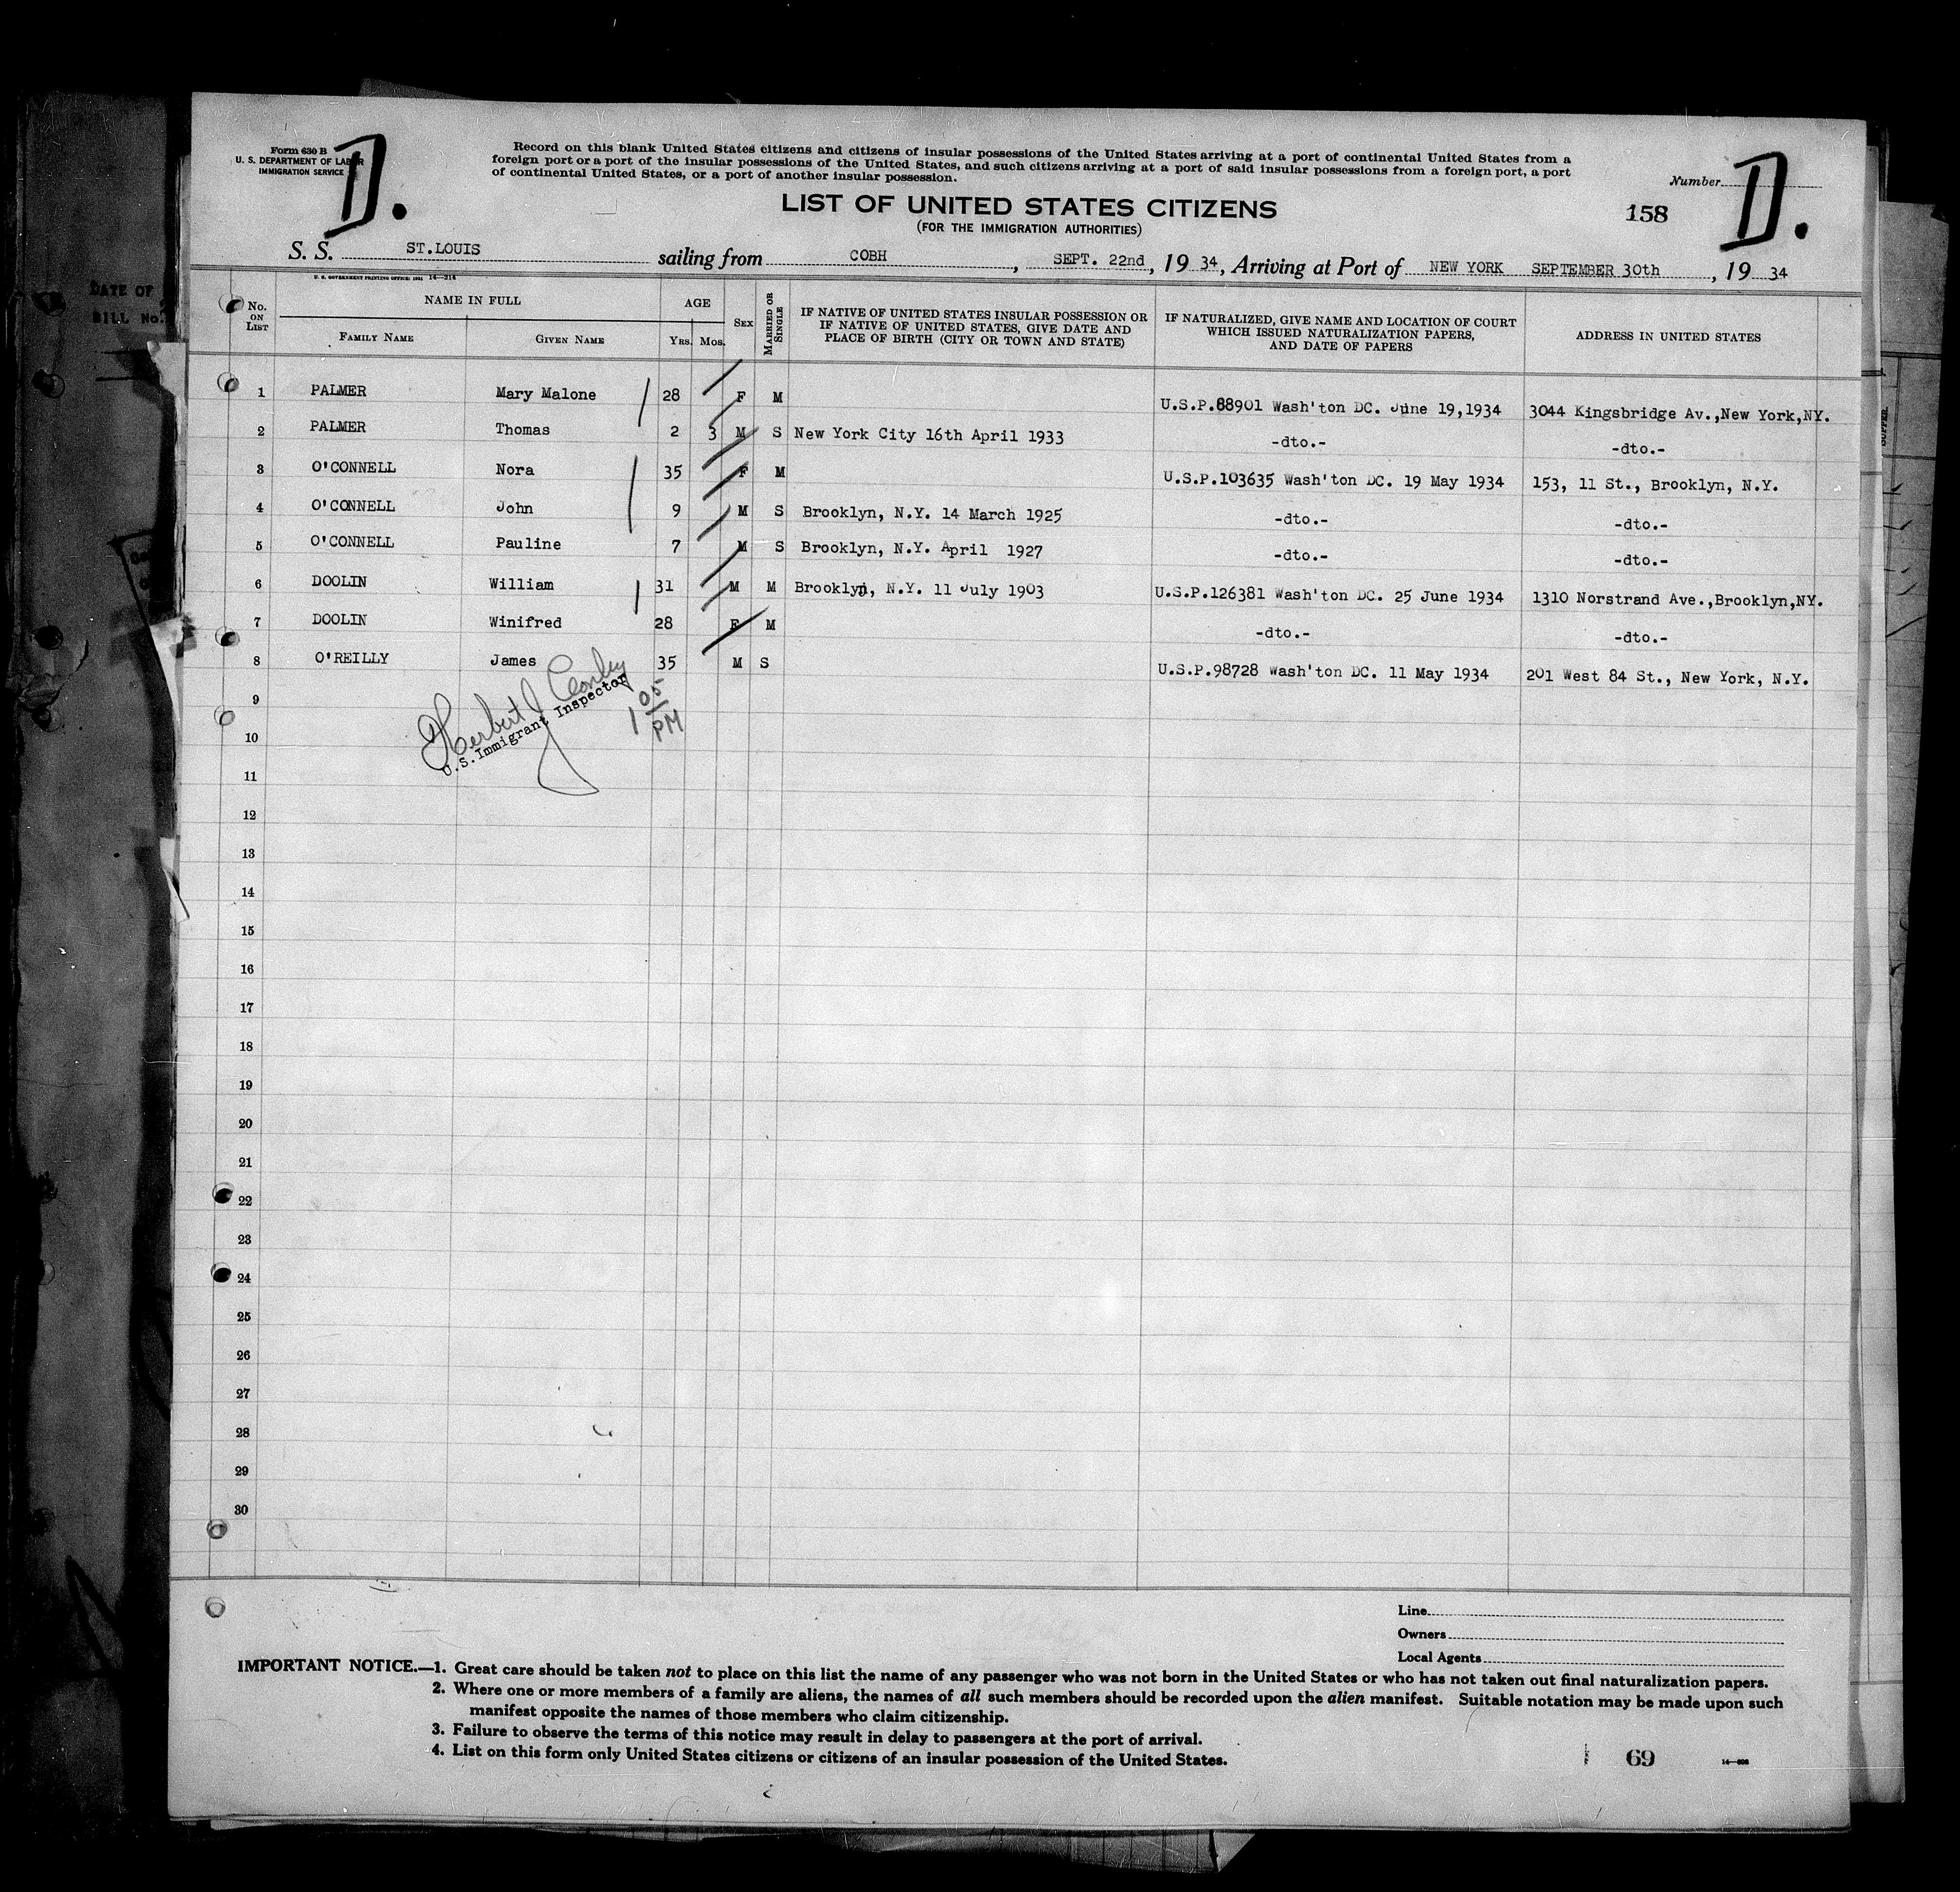 DATE OF
BILL No.
Form 630 B
U. S. DEPARTMENT OF LABOR
IMMIGRATION SERVICE
D.
Record on this blank United States citizens and citizens of insular possessions of the United States arriving at a port of continental United States from a
foreign port or a port of the insular possessions of the United States, and such citizens arriving at a port of said insular possessions from a foreign port, a port
of continental United States, or a port of another insular possession.
LIST OF UNITED STATES CITIZENS
(FOR THE IMMIGRATION AUTHORITIES)
Number
158
D.
S. S. ST.LOUIS sailing from COBH, SEPT. 22nd, 19 34, Arriving at Port of NEW YORK SEPTEMBER 30th, 19 34
U. S. GOVERNMENT PRINTING OFFICE: 1931 14—214
No. ON LIST NAME IN FULL AGE SEX MARRIED OR SINGLE IF NATIVE OF UNITED STATES INSULAR POSSESSION OR IF NATIVE OF UNITED STATES, GIVE DATE AND PLACE OF BIRTH (CITY OR TOWN AND STATE) IF NATURALIZED, GIVE NAME AND LOCATION OF COURT WHICH ISSUED NATURALIZATION PAPERS, AND DATE OF PAPERS ADDRESS IN UNITED STATES
FAMILY NAME GIVEN NAME YRS. MOS.
1 PALMER Mary Malone 28 F M U.S.P.88901 Wash'ton DC. June 19,1934 3044 Kingsbridge Av.,New York,NY.
2 PALMER Thomas 2 3 M S New York City 16th April 1933 -dto.- -dto.-
3 O'CONNELL Nora 35 F M U.S.P.103635 Wash'ton DC. 19 May 1934 153, 11 St., Brooklyn, N.Y.
4 O'CONNELL John 9 M S Brooklyn, N.Y. 14 March 1925 -dto.- -dto.-
5 O'CONNELL Pauline 7 M S Brooklyn, N.Y. April 1927 -dto.- -dto.-
6 DOOLIN William 31 M M Brooklyn, N.Y. 11 July 1903 U.S.P.126381 Wash'ton DC. 25 June 1934 1310 Norstrand Ave.,Brooklyn,NY.
7 DOOLIN Winifred 28 F M -dto.- -dto.-
8 O'REILLY James 35 M S U.S.P.98728 Wash'ton DC. 11 May 1934 201 West 84 St., New York, N.Y.
Herbert J
U.S.Immigrant Inspector
1 05 PM
9
10
11
12
13
14
15
16
17
18
19
20
21
22
23
24
25
26
27
28
29
30
Line
Owners
Local Agents
IMPORTANT NOTICE.—1. Great care should be taken not to place on this list the name of any passenger who was not born in the United States or who has not taken out final naturalization papers.
2. Where one or more members of a family are aliens, the names of all such members should be recorded upon the alien manifest. Suitable notation may be made upon such
manifest opposite the names of those members who claim citizenship.
3. Failure to observe the terms of this notice may result in delay to passengers at the port of arrival.
4. List on this form only United States citizens or citizens of an insular possession of the United States.
69